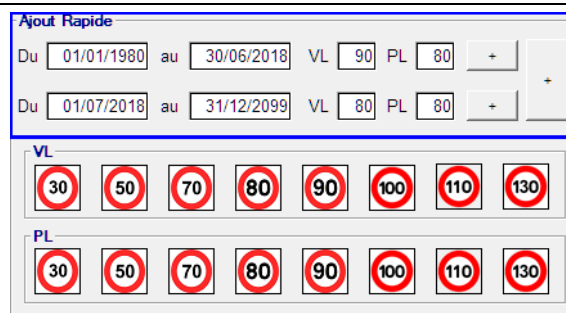 Ajout Rapide
Du 01/01/1980 au 30/06/2018 VL 90 PL 80 +
+
Du 01/07/2018 au 31/12/2099 VL 80 PL 80 +
VL
30 50 70 80 90 100 110 130
PL
30 50 70 80 90 100 110 130